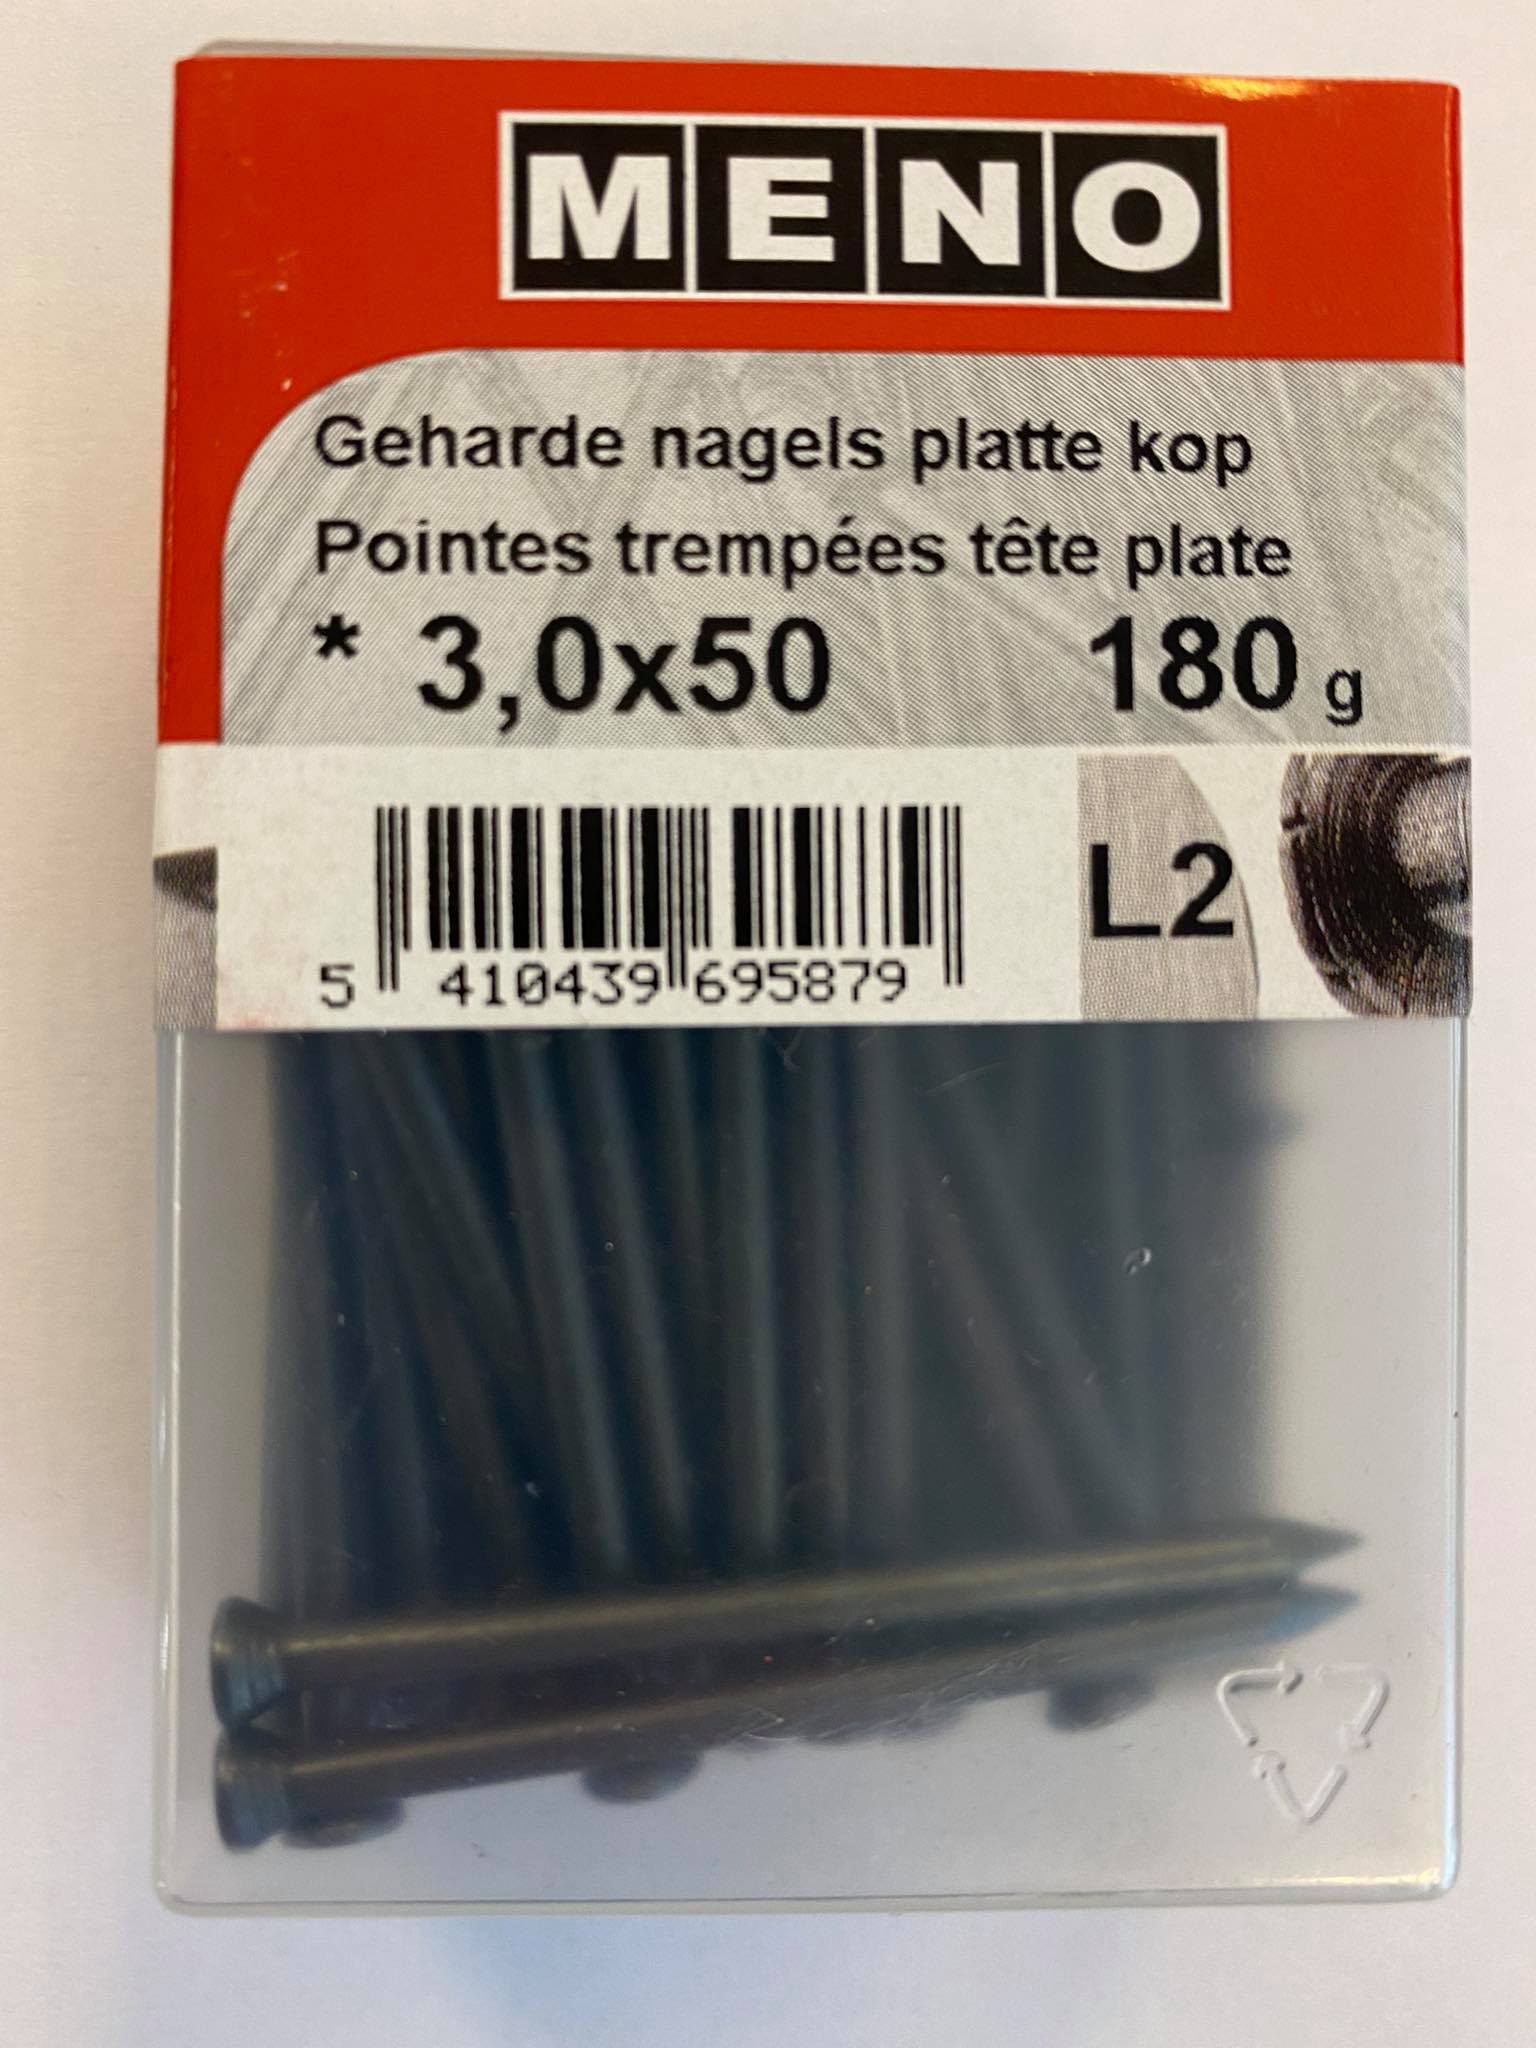 MENO
Geharde nagels platte kop
Pointes trempées tête plate
* 3,0x50 180 g
5 410439 695879
L2